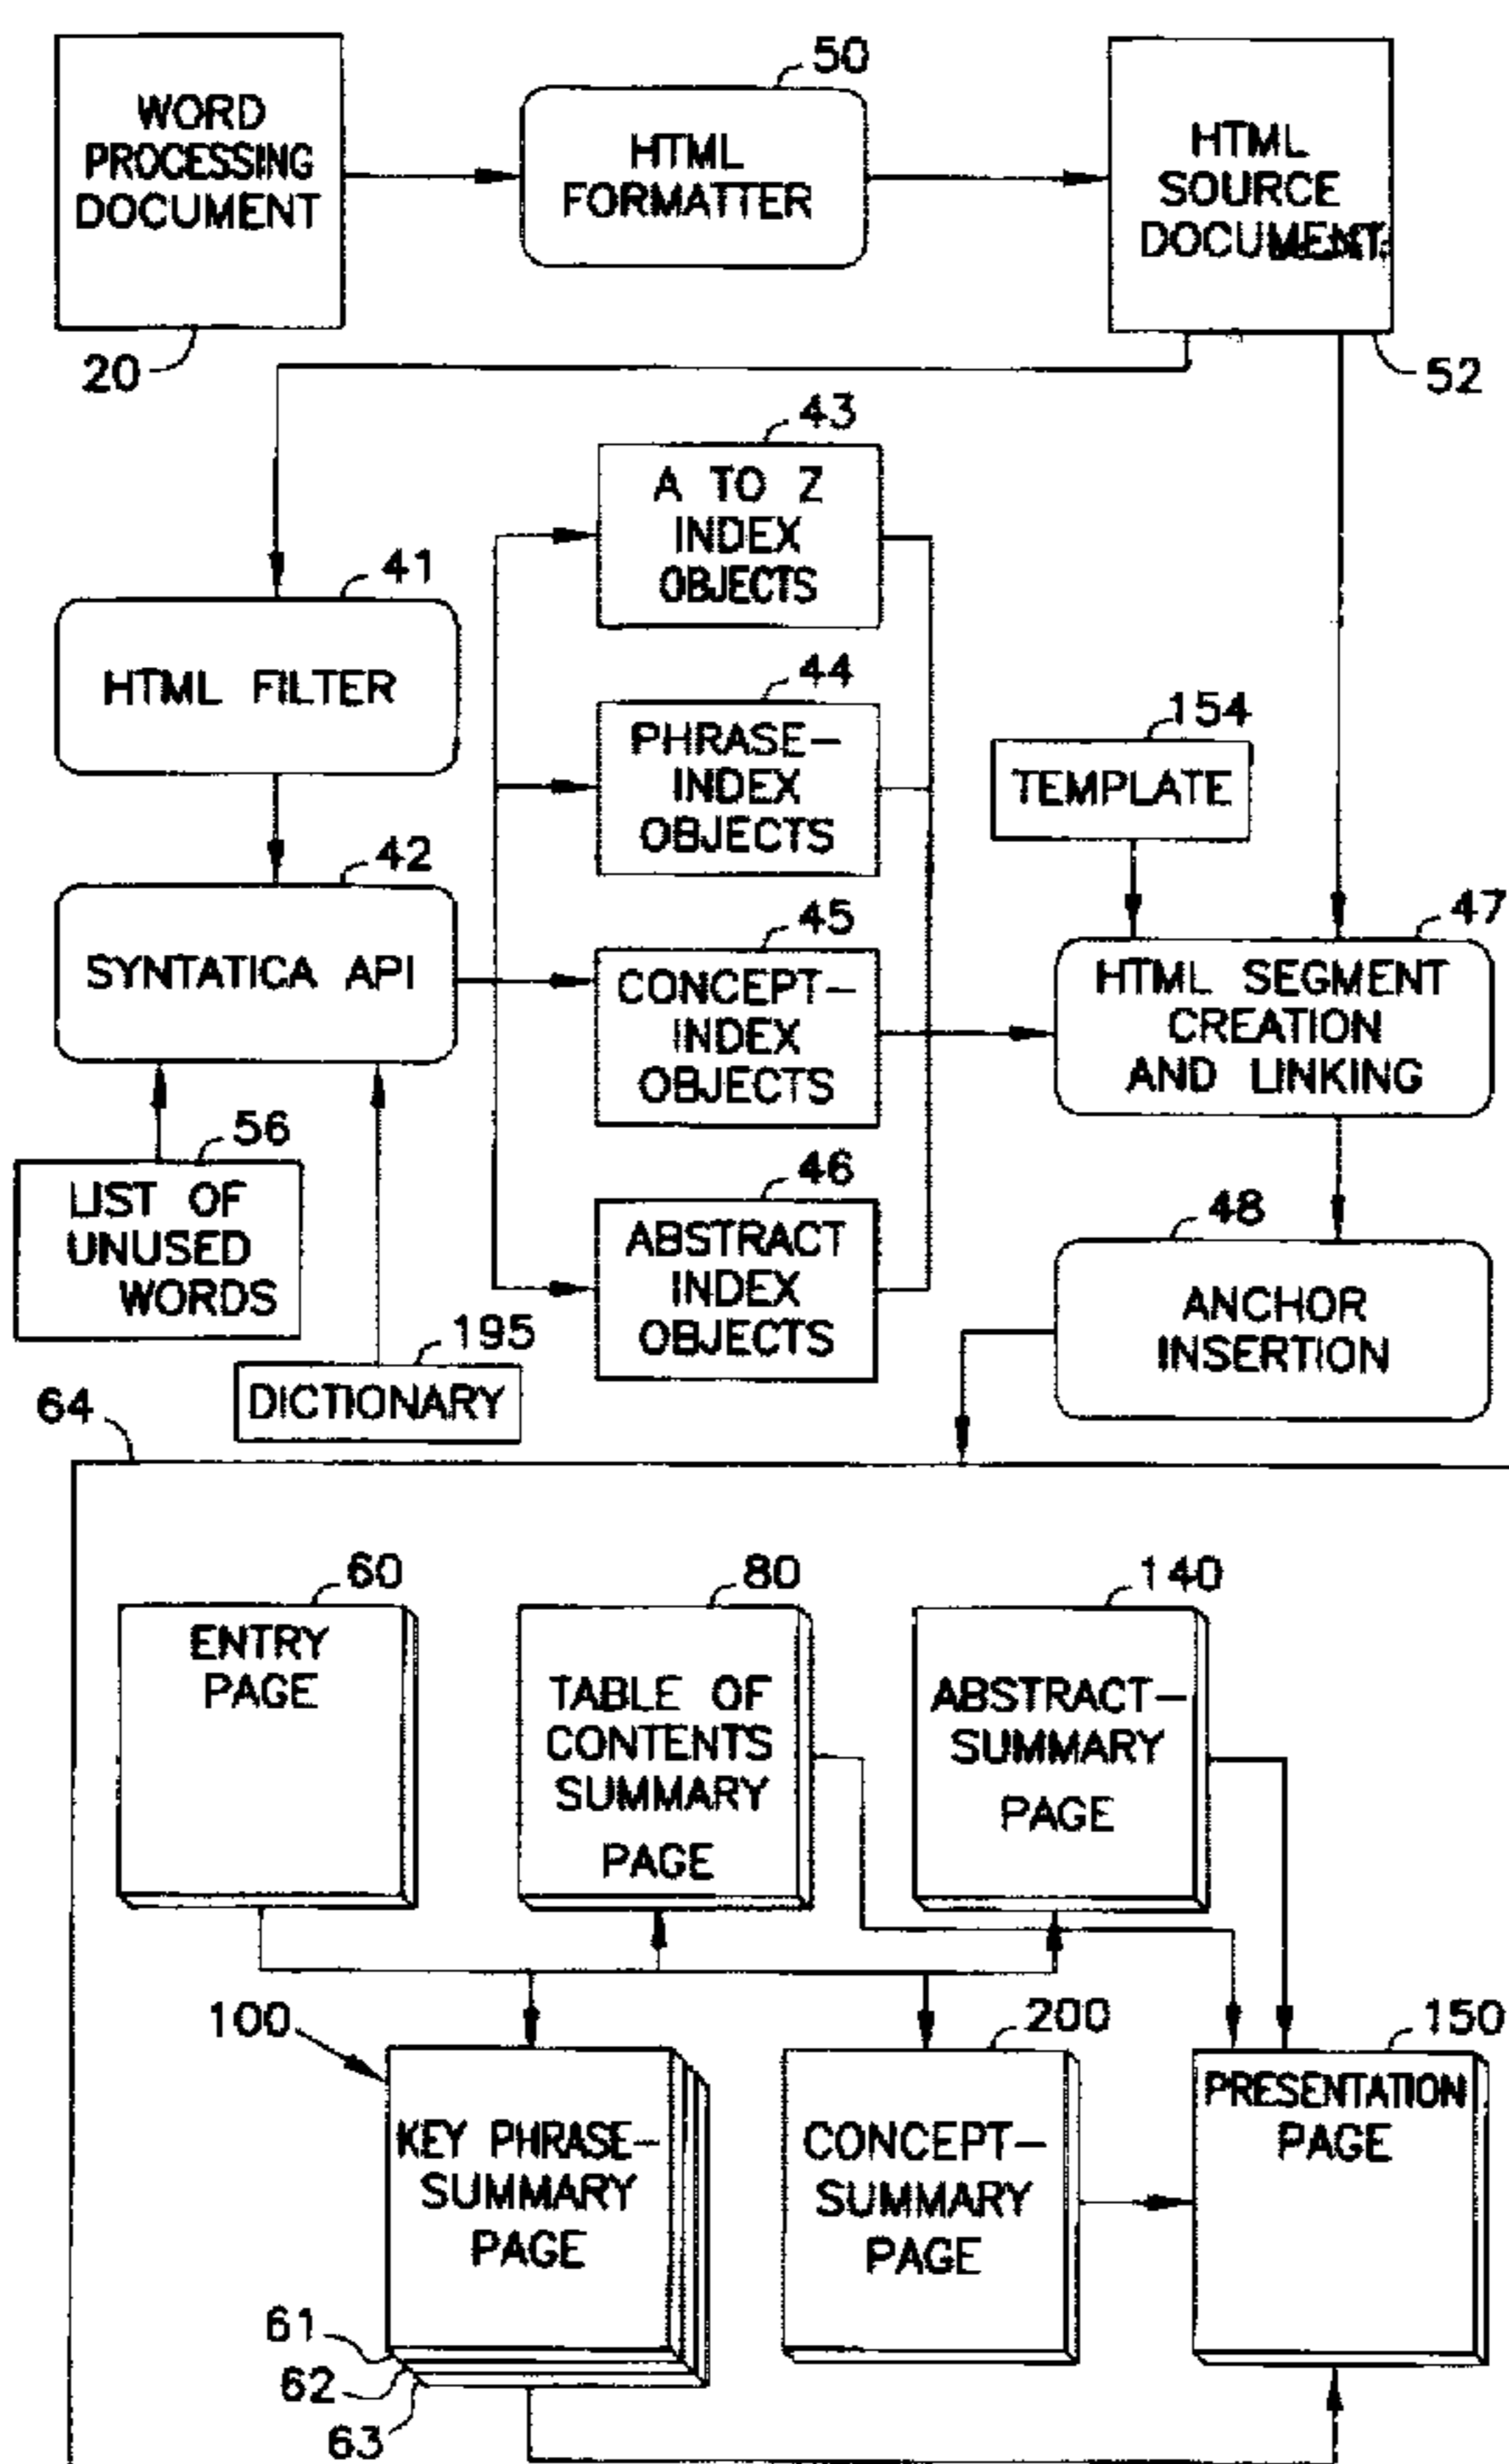 WORD
PROCESSING
DOCUMENT
20
50
HTML
FORMATTER
HTML
SOURCE
DOCUMENT
52
41
HTML FILTER
42
SYNTATICA API
56
LIST OF
UNUSED
WORDS
195
DICTIONARY
43
A TO Z
INDEX
OBJECTS
44
PHRASE-
INDEX
OBJECTS
45
CONCEPT-
INDEX
OBJECTS
46
ABSTRACT
INDEX
OBJECTS
154
TEMPLATE
47
HTML SEGMENT
CREATION
AND LINKING
48
ANCHOR
INSERTION
64
60
ENTRY
PAGE
80
TABLE OF
CONTENTS
SUMMARY
PAGE
140
ABSTRACT-
SUMMARY
PAGE
100
KEY PHRASE-
SUMMARY
PAGE
61
62
63
200
CONCEPT-
SUMMARY
PAGE
150
PRESENTATION
PAGE